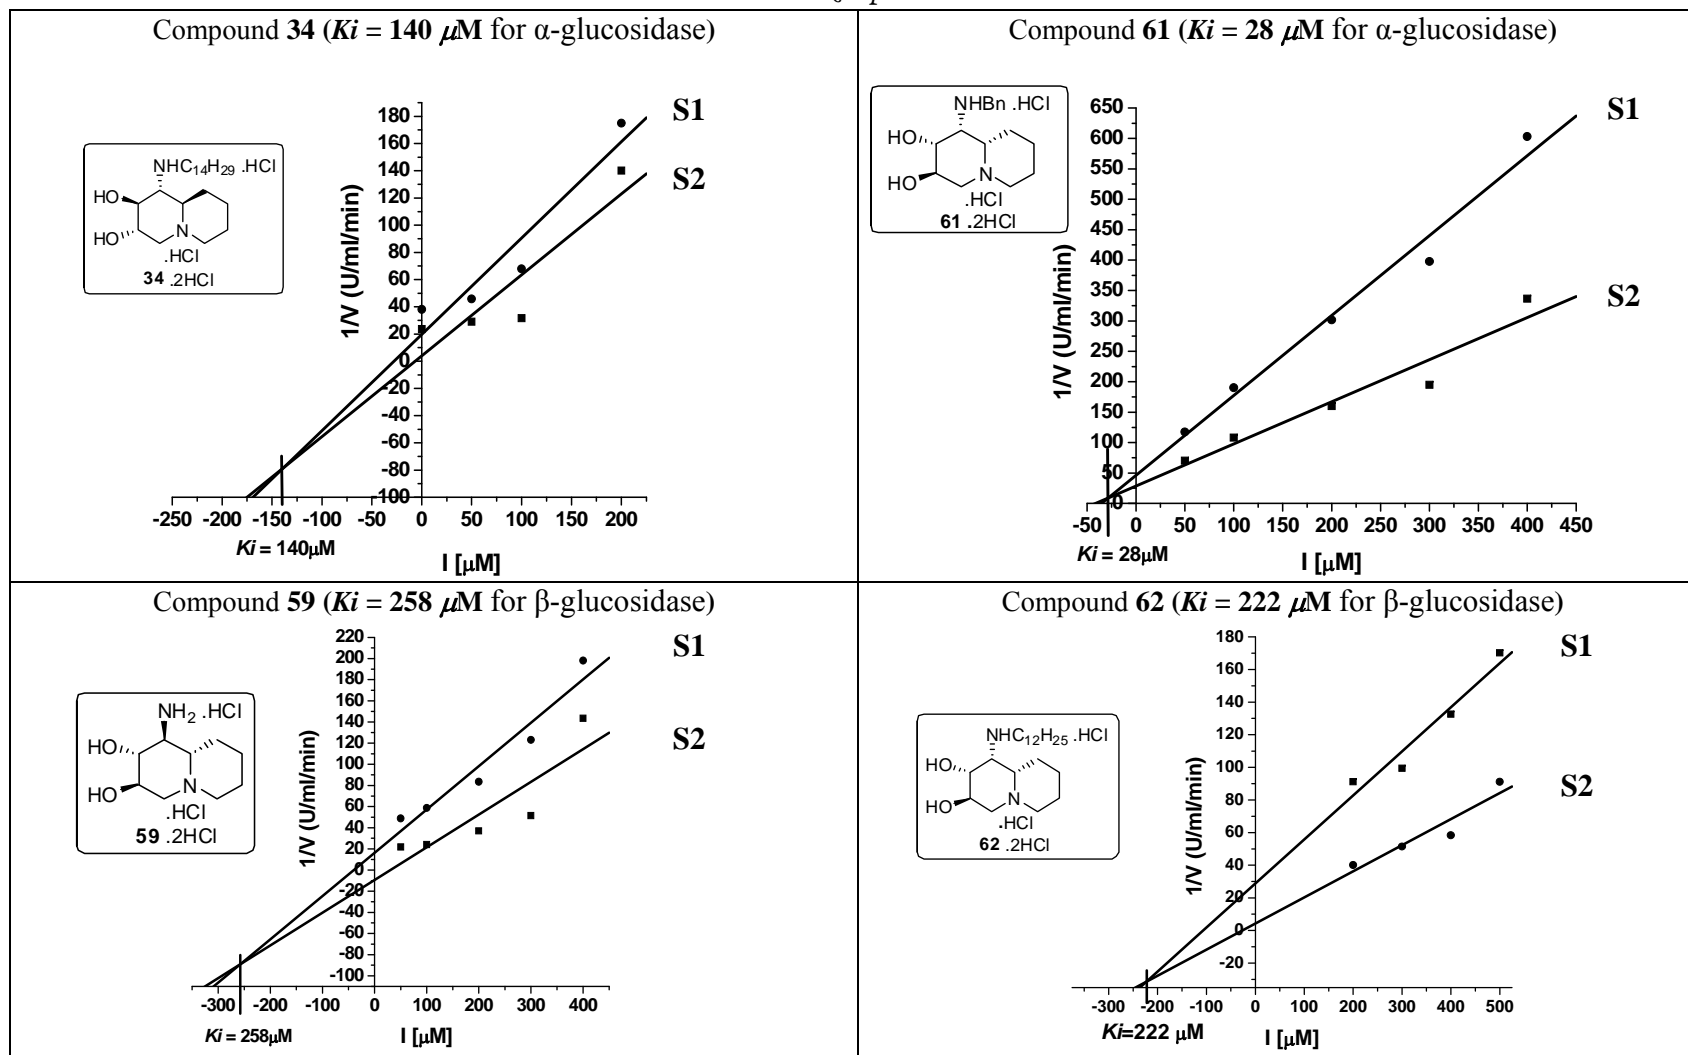 Compound 34 (Ki = 140 μM for α-glucosidase)
NHC14H29 .HCl
HO
HO
N
.HCl
34 .2HCl
S1
S2
180
160
140
120
100
80
60
40
20
0
-20
-40
-60
-80
-100
1/V (U/ml/min)
-250 -200 -150 -100 -50 0 50 100 150 200
Ki = 140μM
I [μM]
Compound 61 (Ki = 28 μM for α-glucosidase)
NHBn .HCl
HO
HO
N
.HCl
61 .2HCl
S1
S2
650
600
550
500
450
400
350
300
250
200
150
100
50
0
1/V (U/ml/min)
-50 0 50 100 150 200 250 300 350 400 450
Ki = 28μM
I [μM]
Compound 59 (Ki = 258 μM for β-glucosidase)
NH2 .HCl
HO
HO
N
.HCl
59 .2HCl
S1
S2
220
200
180
160
140
120
100
80
60
40
20
0
-20
-40
-60
-80
-100
1/V (U/ml/min)
-300 -200 -100 0 100 200 300 400
Ki = 258μM
I [μM]
Compound 62 (Ki = 222 μM for β-glucosidase)
NHC12H25 .HCl
HO
HO
N
.HCl
62 .2HCl
S1
S2
180
160
140
120
100
80
60
40
20
0
-20
1/V (U/ml/min)
-300 -200 -100 0 100 200 300 400 500
Ki=222 μM
I [μM]